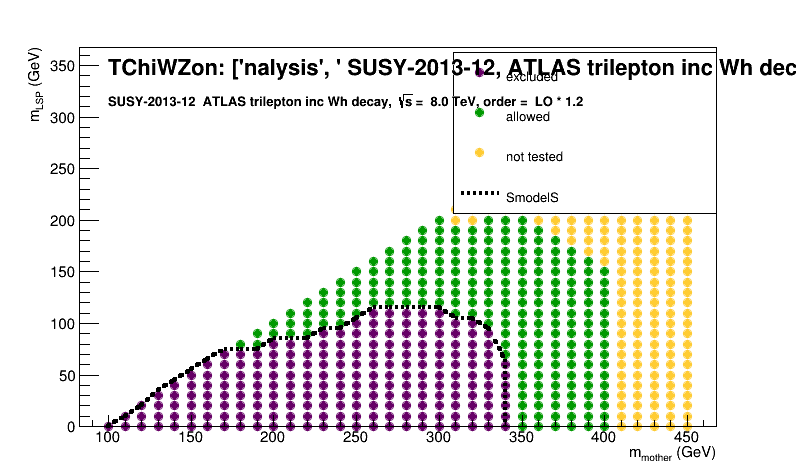 TChiWZon: ['nalysis', ' SUSY-2013-12, ATLAS trilepton inc Wh dec
SUSY-2013-12 ATLAS trilepton inc Wh decay, √s = 8.0 TeV, order = LO * 1.2
excluded
allowed
not tested
SmodelS
m_LSP (GeV)
350
300
250
200
150
100
50
0
100 150 200 250 300 350 400 450
m_mother (GeV)